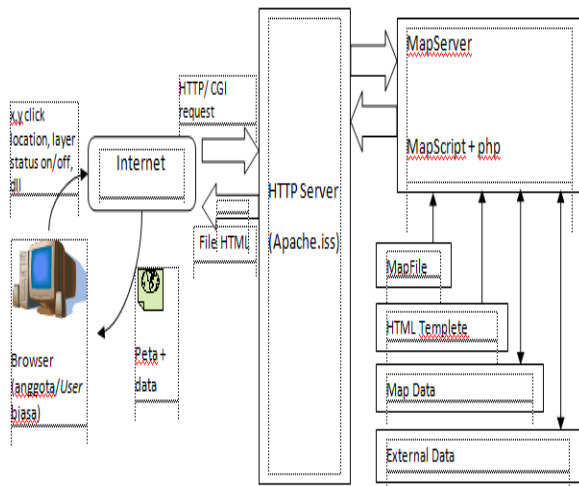 x,y click
location, layer
status on/off,
dll
Internet
HTTP/ CGI
request
File HTML
Browser
(anggota/User
biasa)
Peta +
data
HTTP Server
(Apache.iss)
MapServer
MapScript + php
MapFile
HTML Templete
Map Data
External Data